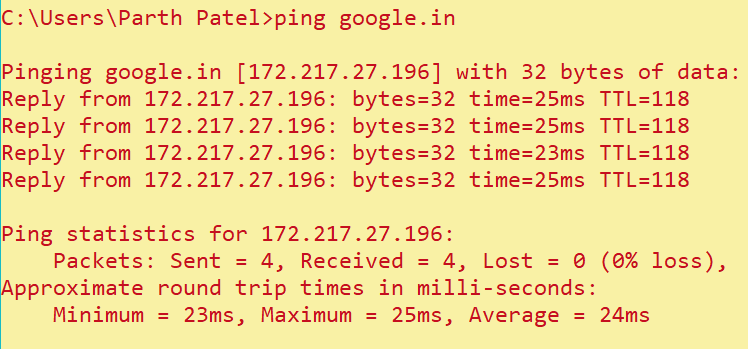 C:\Users\Parth Patel>ping google.in
Pinging google.in [172.217.27.196] with 32 bytes of data:
Reply from 172.217.27.196: bytes=32 time=25ms TTL=118
Reply from 172.217.27.196: bytes=32 time=25ms TTL=118
Reply from 172.217.27.196: bytes=32 time=23ms TTL=118
Reply from 172.217.27.196: bytes=32 time=25ms TTL=118
Ping statistics for 172.217.27.196:
    Packets: Sent = 4, Received = 4, Lost = 0 (0% loss),
Approximate round trip times in milli-seconds:
    Minimum = 23ms, Maximum = 25ms, Average = 24ms